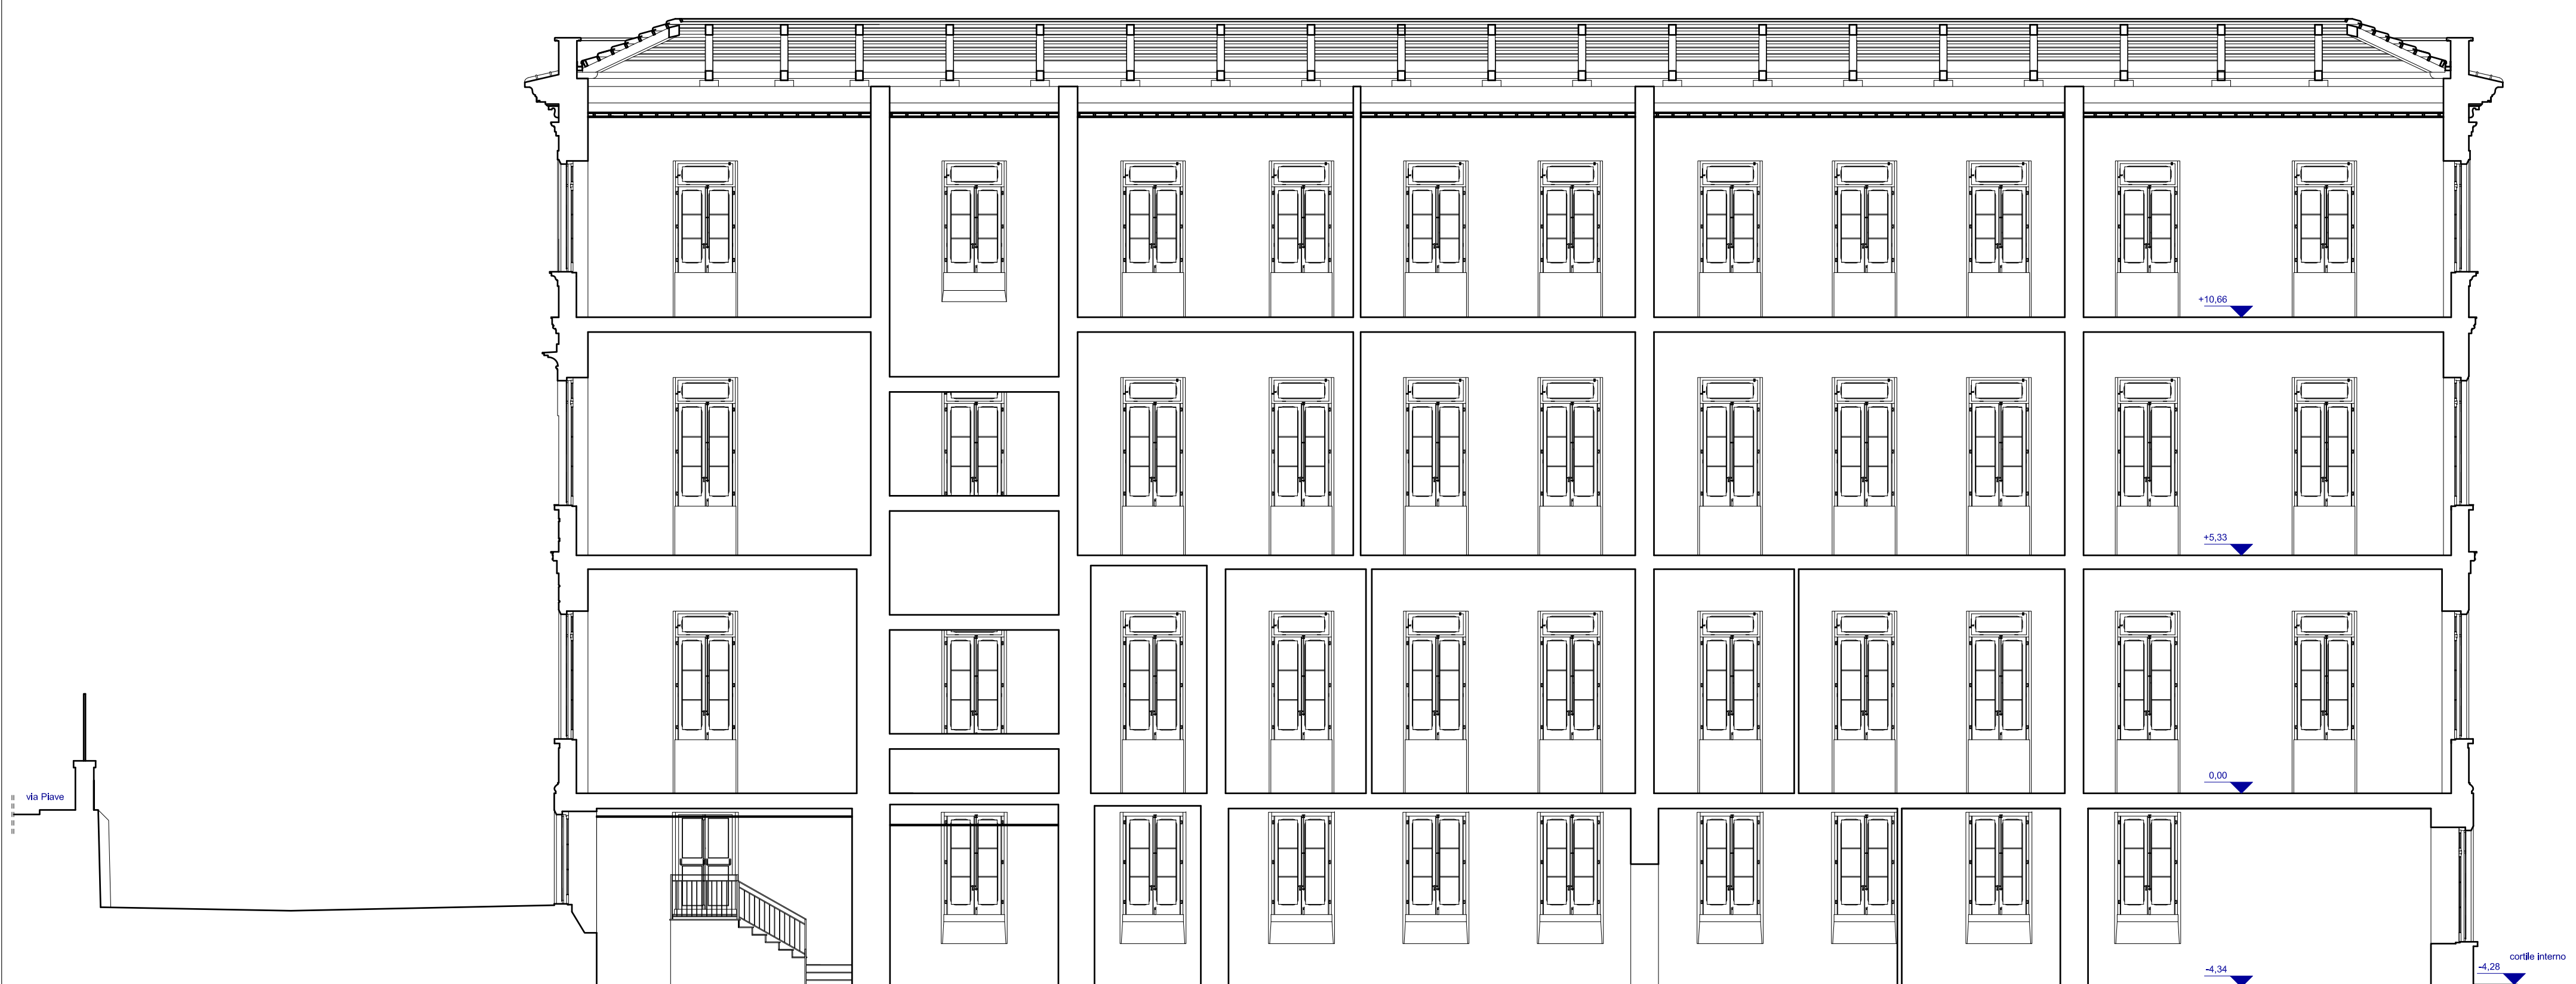 +10,66
+5,33
0,00
via Piave
cortile interno
-4,28
-4,34